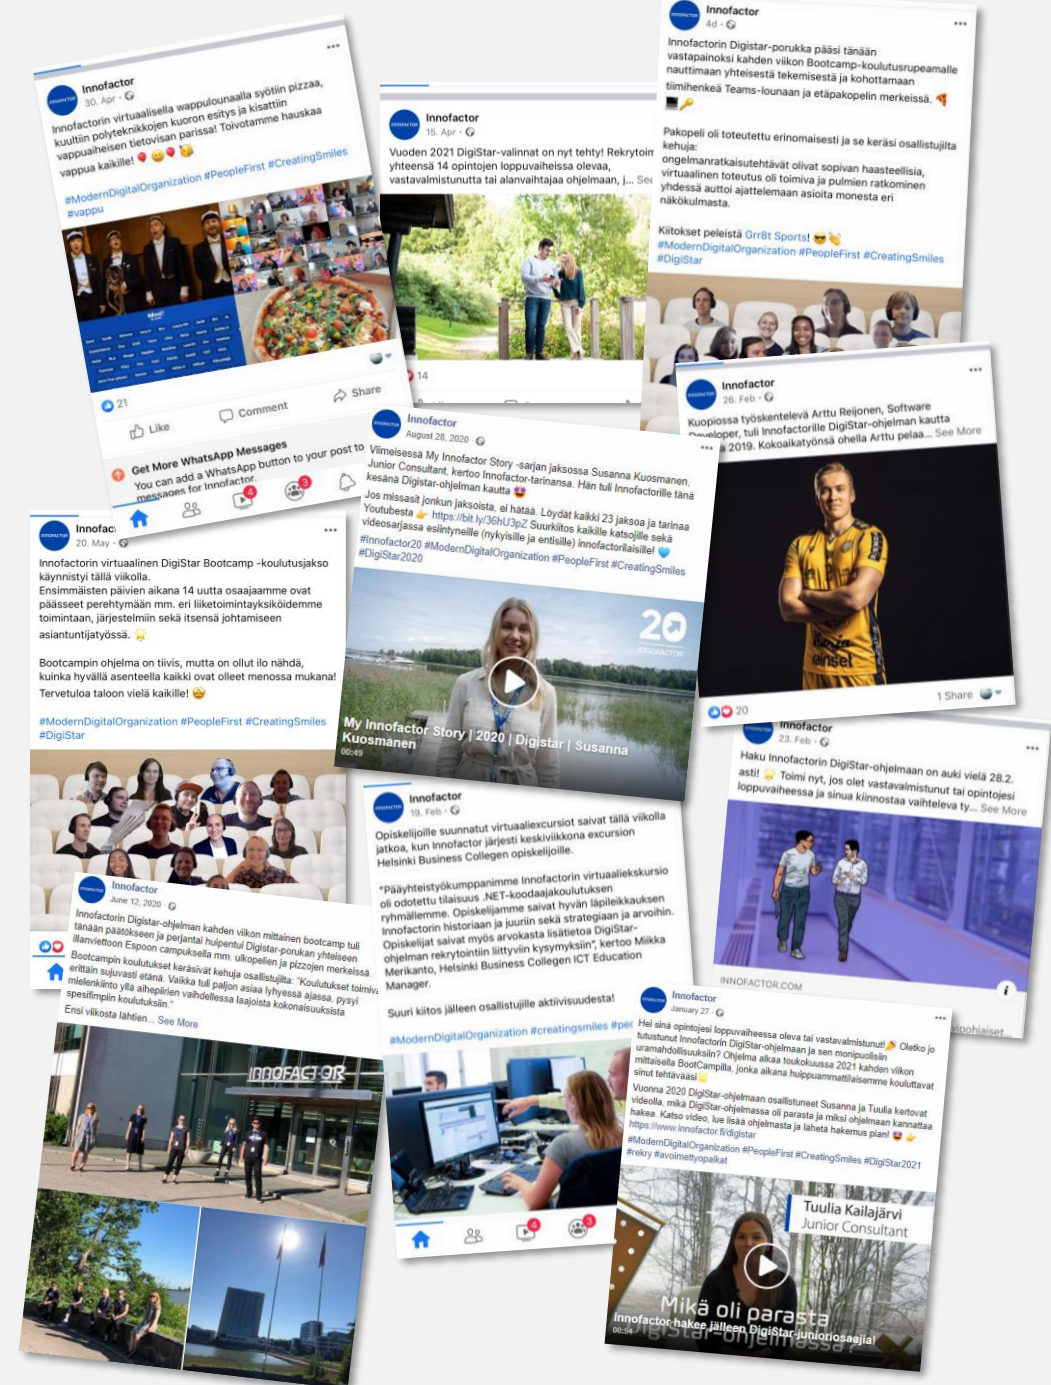 Innofactor
30. Apr
Innofactorin virtuaalisella wappulounaalla syötiin pizzaa,
kuultiin polyteknikkojen kuoron esitys ja kisattiin
vappuaiheisen tietovisan parissa! Toivotamme hauskaa
vappua kaikille!
#ModernDigitalOrganization #PeopleFirst #CreatingSmiles
#vappu
21
Like
Comment
Share
Get More WhatsApp Messages
You can add a WhatsApp button to your post to
messages for Innofactor.
4
3
Innofactor
15. Apr
Vuoden 2021 DigiStar-valinnat on nyt tehty! Rekrytoim
yhteensä 14 opintojen loppuvaiheissa olevaa,
vastavalmistunutta tai alanvaihtajaa ohjelmaan, j... See
14
Innofactor
4d
Innofactorin Digistar-porukka pääsi tänään
vastapainoksi kahden viikon Bootcamp-koulutusrupeamalle
nauttimaan yhteisestä tekemisestä ja kohottamaan
tiimihenkeä Teams-lounaan ja etäpakopelin merkeissä.
Pakopeli oli toteutettu erinomaisesti ja se keräsi osallistujilta
kehuja:
ongelmanratkaisutehtävät olivat sopivan haasteellisia,
virtuaalinen toteutus oli toimiva ja pulmien ratkominen
yhdessä auttoi ajattelemaan asioita monesta eri
näkökulmasta.
Kiitokset peleistä Grr8t Sports!
#ModernDigitalOrganization #PeopleFirst #CreatingSmiles
#DigiStar
Innofactor
26. Feb
Kuopiossa työskentelevä Arttu Reijonen, Software
Developer, tuli Innofactorille DigiStar-ohjelman kautta
a 2019. Kokoaikatyönsä ohella Arttu pelaa... See More
20
1 Share
Innofactor
August 28, 2020
Viimeisessä My Innofactor Story -sarjan jaksossa Susanna Kuosmanen,
Junior Consultant, kertoo Innofactor-tarinansa. Hän tuli Innofactorille tänä
kesänä Digistar-ohjelman kautta
Jos missasit jonkun jaksoista, ei hätää. Löydät kaikki 23 jaksoa ja tarinaa
Youtubesta https://bit.ly/36hU3pZ Suurkiitos kaikille katsojille sekä
videosarjassa esiintyneille (nykyisille ja entisille) innofactorilaisille!
#Innofactor20 #ModernDigitalOrganization #PeopleFirst #CreatingSmiles
#DigiStar2020
20
INNOFACTOR
My Innofactor Story | 2020 | Digistar | Susanna
Kuosmanen
00:49
Innofac
20. May
Innofactorin virtuaalinen DigiStar Bootcamp -koulutusjakso
käynnistyi tällä viikolla.
Ensimmäisten päivien aikana 14 uutta osaajaamme ovat
päässeet perehtymään mm. eri liiketoimintayksiköidemme
toimintaan, järjestelmiin sekä itsensä johtamiseen
asiantuntijatyössä.
Bootcampin ohjelma on tiivis, mutta on ollut ilo nähdä,
kuinka hyvällä asenteella kaikki ovat olleet menossa mukana!
Tervetuloa taloon vielä kaikille!
#ModernDigitalOrganization #PeopleFirst #CreatingSmiles
#DigiStar
Innofactor
23. Feb
Haku Innofactorin DigiStar-ohjelmaan on auki vielä 28.2.
asti! Toimi nyt, jos olet vastavalmistunut tai opintojesi
loppuvaiheessa ja sinua kiinnostaa vaihteleva ty... See More
INNOFACTOR.COM
Innofactor
19. Feb
Opiskelijoille suunnatut virtuaaliexcursiot saivat tällä viikolla
jatkoa, kun Innofactor järjesti keskiviikkona excursion
Helsinki Business Collegen opiskelijoille.
"Pääyhteistyökumppanimme Innofactorin virtuaaliekskursio
oli odotettu tilaisuus .NET-koodaajakoulutuksen
ryhmällemme. Opiskelijamme saivat hyvän läpileikkauksen
Innofactorin historiaan ja juuriin sekä strategiaan ja arvoihin.
Opiskelijat saivat myös arvokasta lisätietoa DigiStar-
ohjelman rekrytointiin liittyviin kysymyksiin", kertoo Miikka
Merikanto, Helsinki Business Collegen ICT Education
Manager.
Suuri kiitos jälleen osallistujille aktiivisuudesta!
#ModernDigitalOrganization #creatingsmiles #peo
4
3
Innofactor
June 12, 2020
Innofactorin Digistar-ohjelman kahden viikon mittainen bootcamp tuli
tänään päätökseen ja perjantai huipentui Digistar-porukan yhteiseen
illanviettoon Espoon campuksella mm. ulkopelien ja pizzojen merkeissä.
Bootcampin koulutukset keräsivät kehuja osallistujilta. "Koulutukset toimiva
erittäin sujuvasti etänä. Vaikka tuli paljon asiaa lyhyessä ajassa, pysyi
mielenkiinto yllä aihepiirien vaihdellessa laajoista kokonaisuuksista
spesifimpiin koulutuksiin."
Ensi viikosta lähtien... See More
INNOFACTOR
Innofactor
January 27
Hei sinä opintojesi loppuvaiheessa oleva tai vastavalmistunut! Oletko jo
tutustunut Innofactorin DigiStar-ohjelmaan ja sen monipuolisiin
uramahdollisuuksiin? Ohjelma alkaa toukokuussa 2021 kahden viikon
mittaisella BootCampilla, jonka aikana huippuammattilaisemme kouluttavat
sinut tehtävääsi
Vuonna 2020 DigiStar-ohjelmaan osallistuneet Susanna ja Tuulia kertovat
videolla, mikä DigiStar-ohjelmassa oli parasta ja miksi ohjelmaan kannattaa
hakea. Katso video, lue lisää ohjelmasta ja lähetä hakemus pian!
https://www.innofactor.fi/digistar
#ModernDigitalOrganization #PeopleFirst #CreatingSmiles #DigiStar2021
#rekry #avoimettyopaikat
Tuulia Kailajärvi
Junior Consultant
Mikä oli parasta
DigiStar-ohjelmassa?
Innofactor hakee jälleen DigiStar-junioriosaajia!
00:54